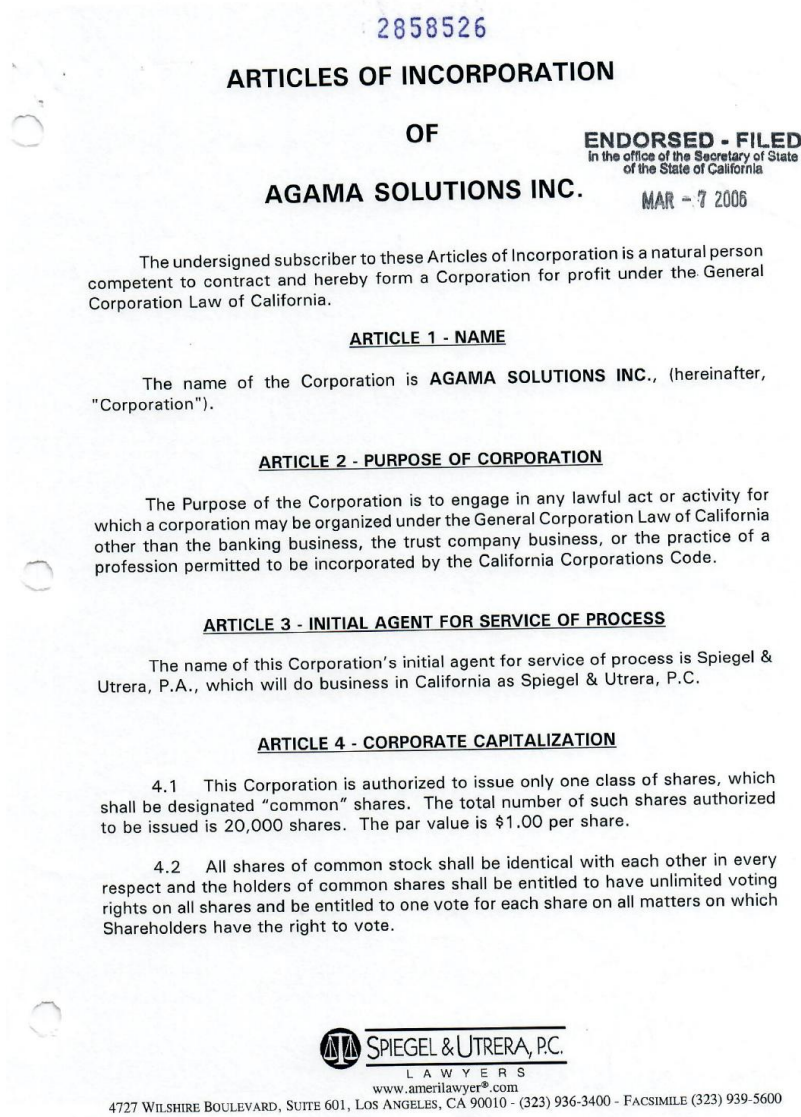 2858526
ARTICLES OF INCORPORATION
OF
ENDORSED - FILED
in the office of the Secretary of State
of the State of California
AGAMA SOLUTIONS INC.
MAR - 7 2006
The undersigned subscriber to these Articles of Incorporation is a natural person
competent to contract and hereby form a Corporation for profit under the General
Corporation Law of California.
ARTICLE 1 - NAME
The name of the Corporation is AGAMA SOLUTIONS INC., (hereinafter,
"Corporation").
ARTICLE 2 - PURPOSE OF CORPORATION
The Purpose of the Corporation is to engage in any lawful act or activity for
which a corporation may be organized under the General Corporation Law of California
other than the banking business, the trust company business, or the practice of a
profession permitted to be incorporated by the California Corporations Code.
ARTICLE 3 - INITIAL AGENT FOR SERVICE OF PROCESS
The name of this Corporation's initial agent for service of process is Spiegel &
Utrera, P.A., which will do business in California as Spiegel & Utrera, P.C.
ARTICLE 4 - CORPORATE CAPITALIZATION
4.1 This Corporation is authorized to issue only one class of shares, which
shall be designated “common” shares. The total number of such shares authorized
to be issued is 20,000 shares. The par value is $1.00 per share.
4.2 All shares of common stock shall be identical with each other in every
respect and the holders of common shares shall be entitled to have unlimited voting
rights on all shares and be entitled to one vote for each share on all matters on which
Shareholders have the right to vote.
SPIEGEL & UTRERA, P.C.
LAWYERS
www.amerilawyer®.com
4727 WILSHIRE BOULEVARD, SUITE 601, LOS ANGELES, CA 90010 - (323) 936-3400 - FACSIMILE (323) 939-5600